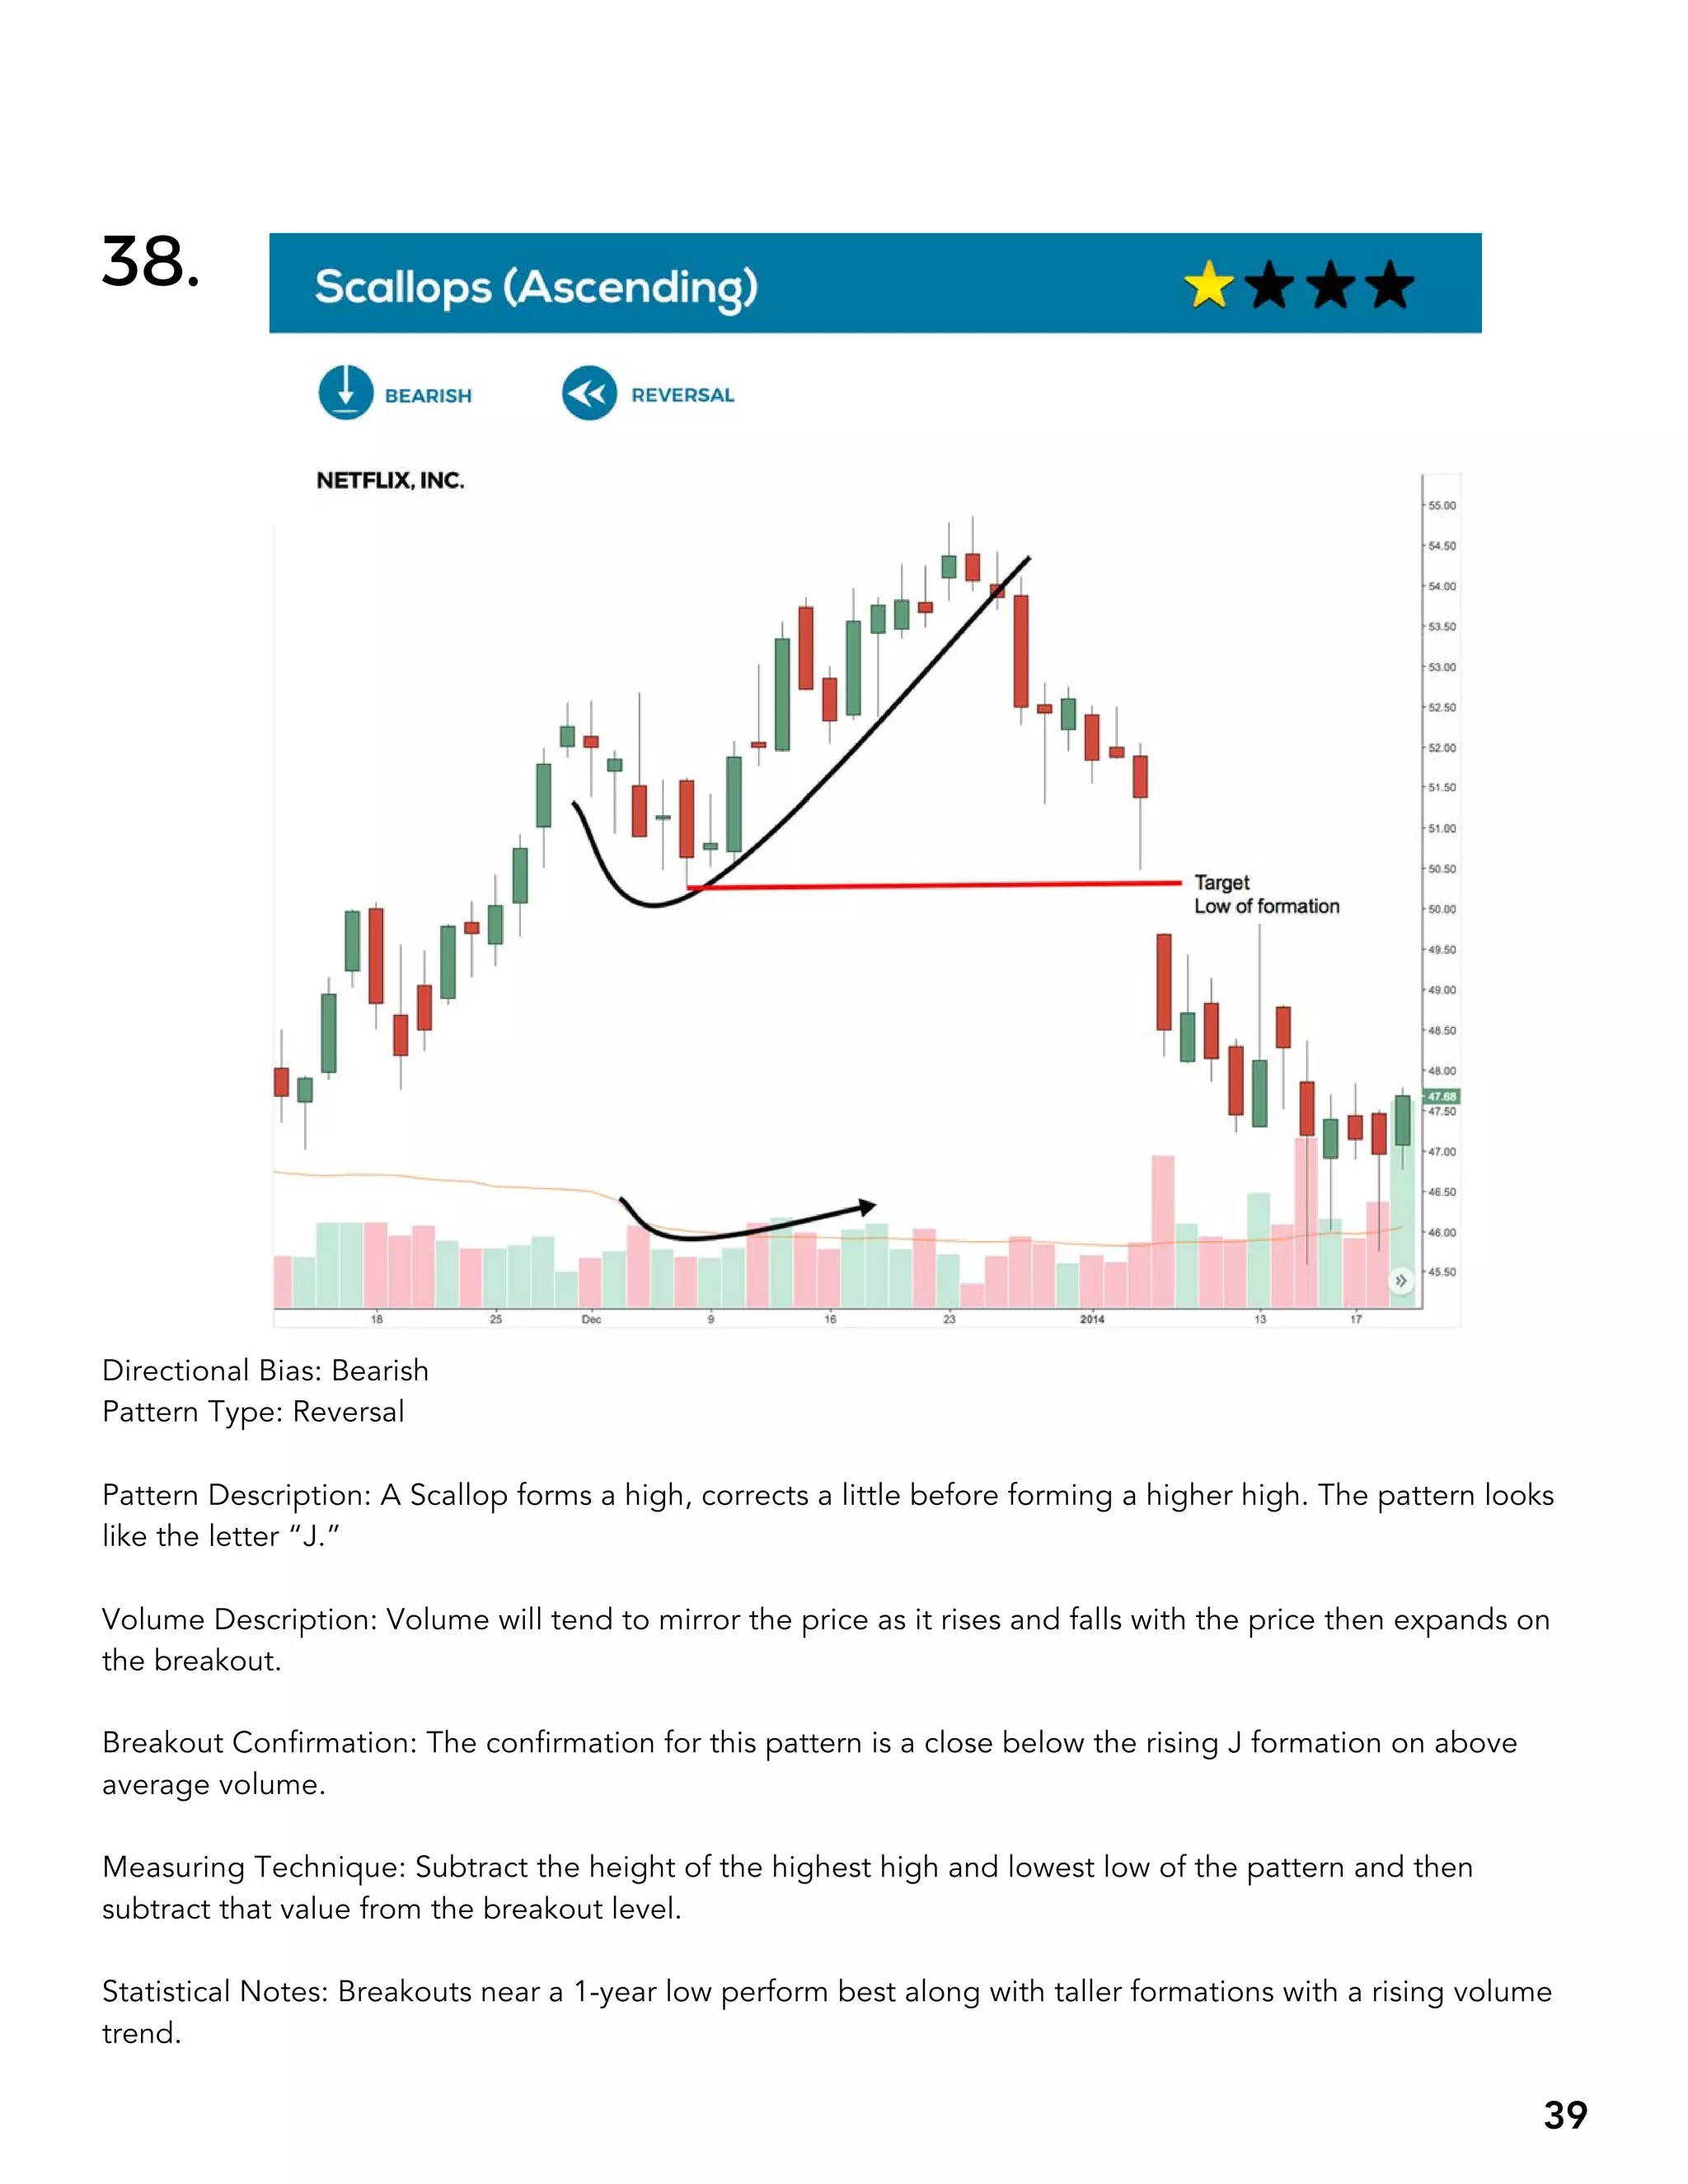 38.
Scallops (Ascending)
BEARISH
REVERSAL
NETFLIX, INC.
55.00
54.50
54.00
53.50
53.00
52.50
52.00
51.50
51.00
50.50
Target
Low of formation
50.00
49.50
49.00
48.50
48.00
47.68
47.50
47.00
46.50
46.00
45.50
18
25
Dec
9
16
23
2014
13
17
Directional Bias: Bearish
Pattern Type: Reversal
Pattern Description: A Scallop forms a high, corrects a little before forming a higher high. The pattern looks
like the letter “J.”
Volume Description: Volume will tend to mirror the price as it rises and falls with the price then expands on
the breakout.
Breakout Confirmation: The confirmation for this pattern is a close below the rising J formation on above
average volume.
Measuring Technique: Subtract the height of the highest high and lowest low of the pattern and then
subtract that value from the breakout level.
Statistical Notes: Breakouts near a 1-year low perform best along with taller formations with a rising volume
trend.
39